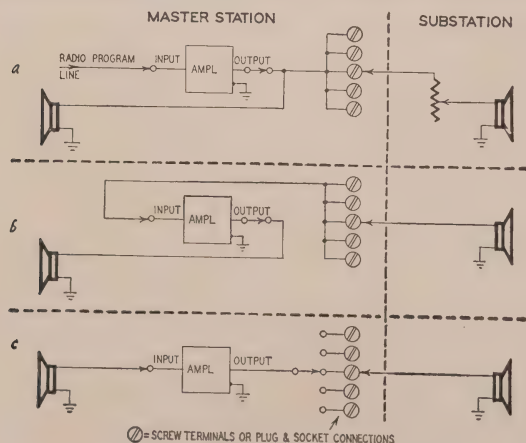 MASTER STATION
SUBSTATION
a
RADIO PROGRAM
LINE
INPUT
AMPL
OUTPUT
b
INPUT
AMPL
OUTPUT
c
INPUT
AMPL
OUTPUT
= SCREW TERMINALS OR PLUG & SOCKET CONNECTIONS